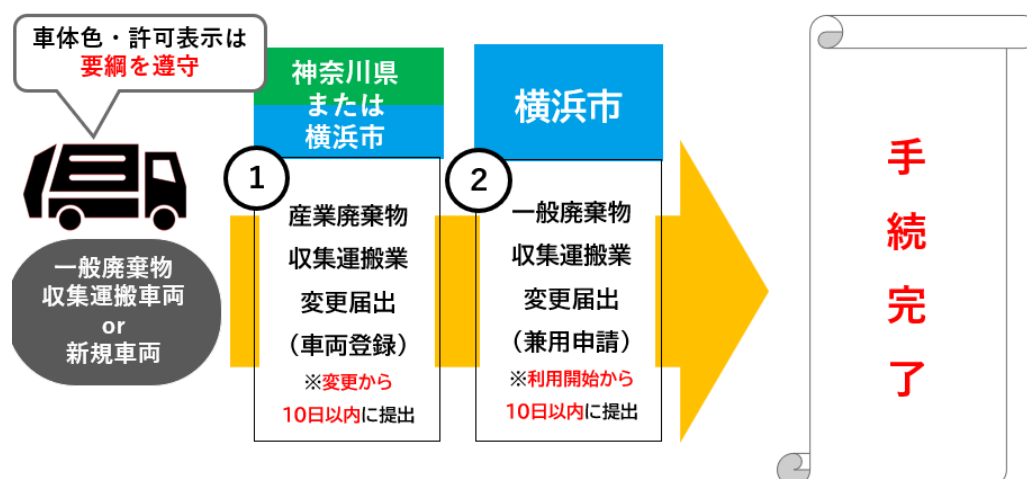 車体色・許可表示は
要綱を遵守
一般廃棄物
収集運搬車両
or
新規車両
神奈川県
または
横浜市
1
産業廃棄物
収集運搬業
変更届出
（車両登録）
※変更から
10日以内に提出
横浜市
2
一般廃棄物
収集運搬業
変更届出
（兼用申請）
※利用開始から
10日以内に提出
手続完了